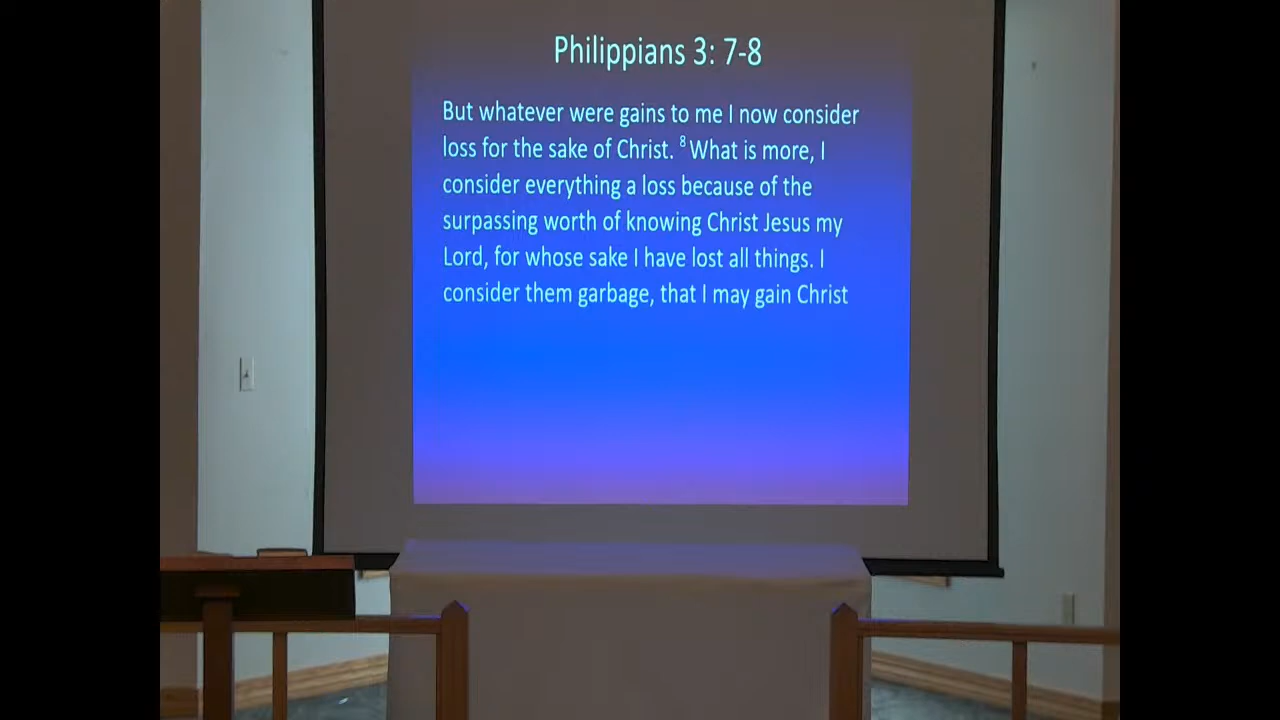 Philippians 3: 7-8
But whatever were gains to me I now consider
loss for the sake of Christ. ⁸ What is more, I
consider everything a loss because of the
surpassing worth of knowing Christ Jesus my
Lord, for whose sake I have lost all things. I
consider them garbage, that I may gain Christ